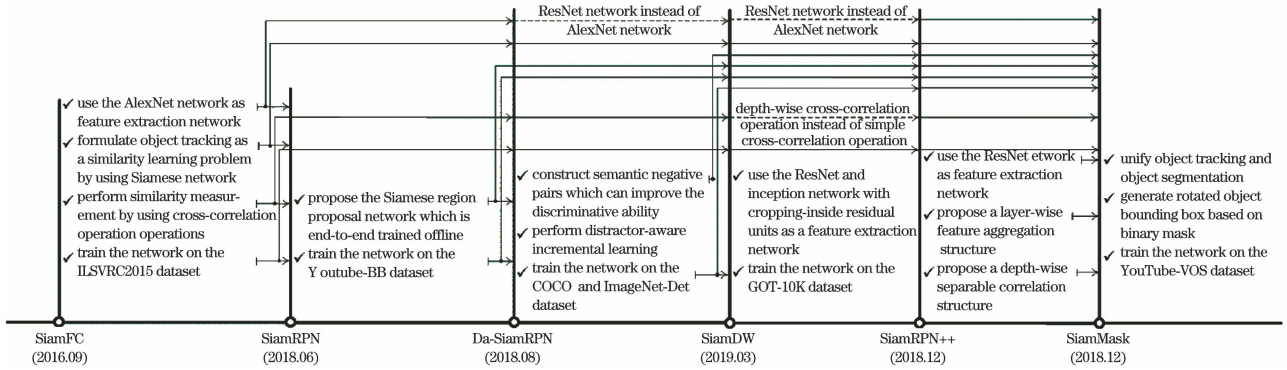 ResNet network instead of
AlexNet network
ResNet network instead of
AlexNet network
✓ use the AlexNet network as
feature extraction network
✓ formulate object tracking as
a similarity learning problem
by using Siamese network
✓ perform similarity measur-
ement by using cross-correlation
operation operations
✓ train the network on the
ILSVRC2015 dataset
✓ propose the Siamese region
proposal network which is
end-to-end trained offline
✓ train the network on the
Y outube-BB dataset
✓ construct semantic negative
pairs which can improve the
discriminative ability
✓ perform distractor-aware
incremental learning
✓ train the network on the
COCO and ImageNet-Det
dataset
depth-wise cross-correlation
operation instead of simple
cross-correlation operation
✓ use the ResNet and
inception network with
cropping-inside residual
units as a feature extraction
network
✓ train the network on the
GOT-10K dataset
✓ use the ResNet etwork
as feature extraction
network
✓ propose a layer-wise
feature aggregation
structure
✓ propose a depth-wise
separable correlation
structure
✓ unify object tracking and
object segmentation
✓ generate rotated object
bounding box based on
binary mask
✓ train the network on the
YouTube-VOS dataset
SiamFC
(2016.09)
SiamRPN
(2018.06)
Da-SiamRPN
(2018.08)
SiamDW
(2019.03)
SiamRPN++
(2018.12)
SiamMask
(2018.12)